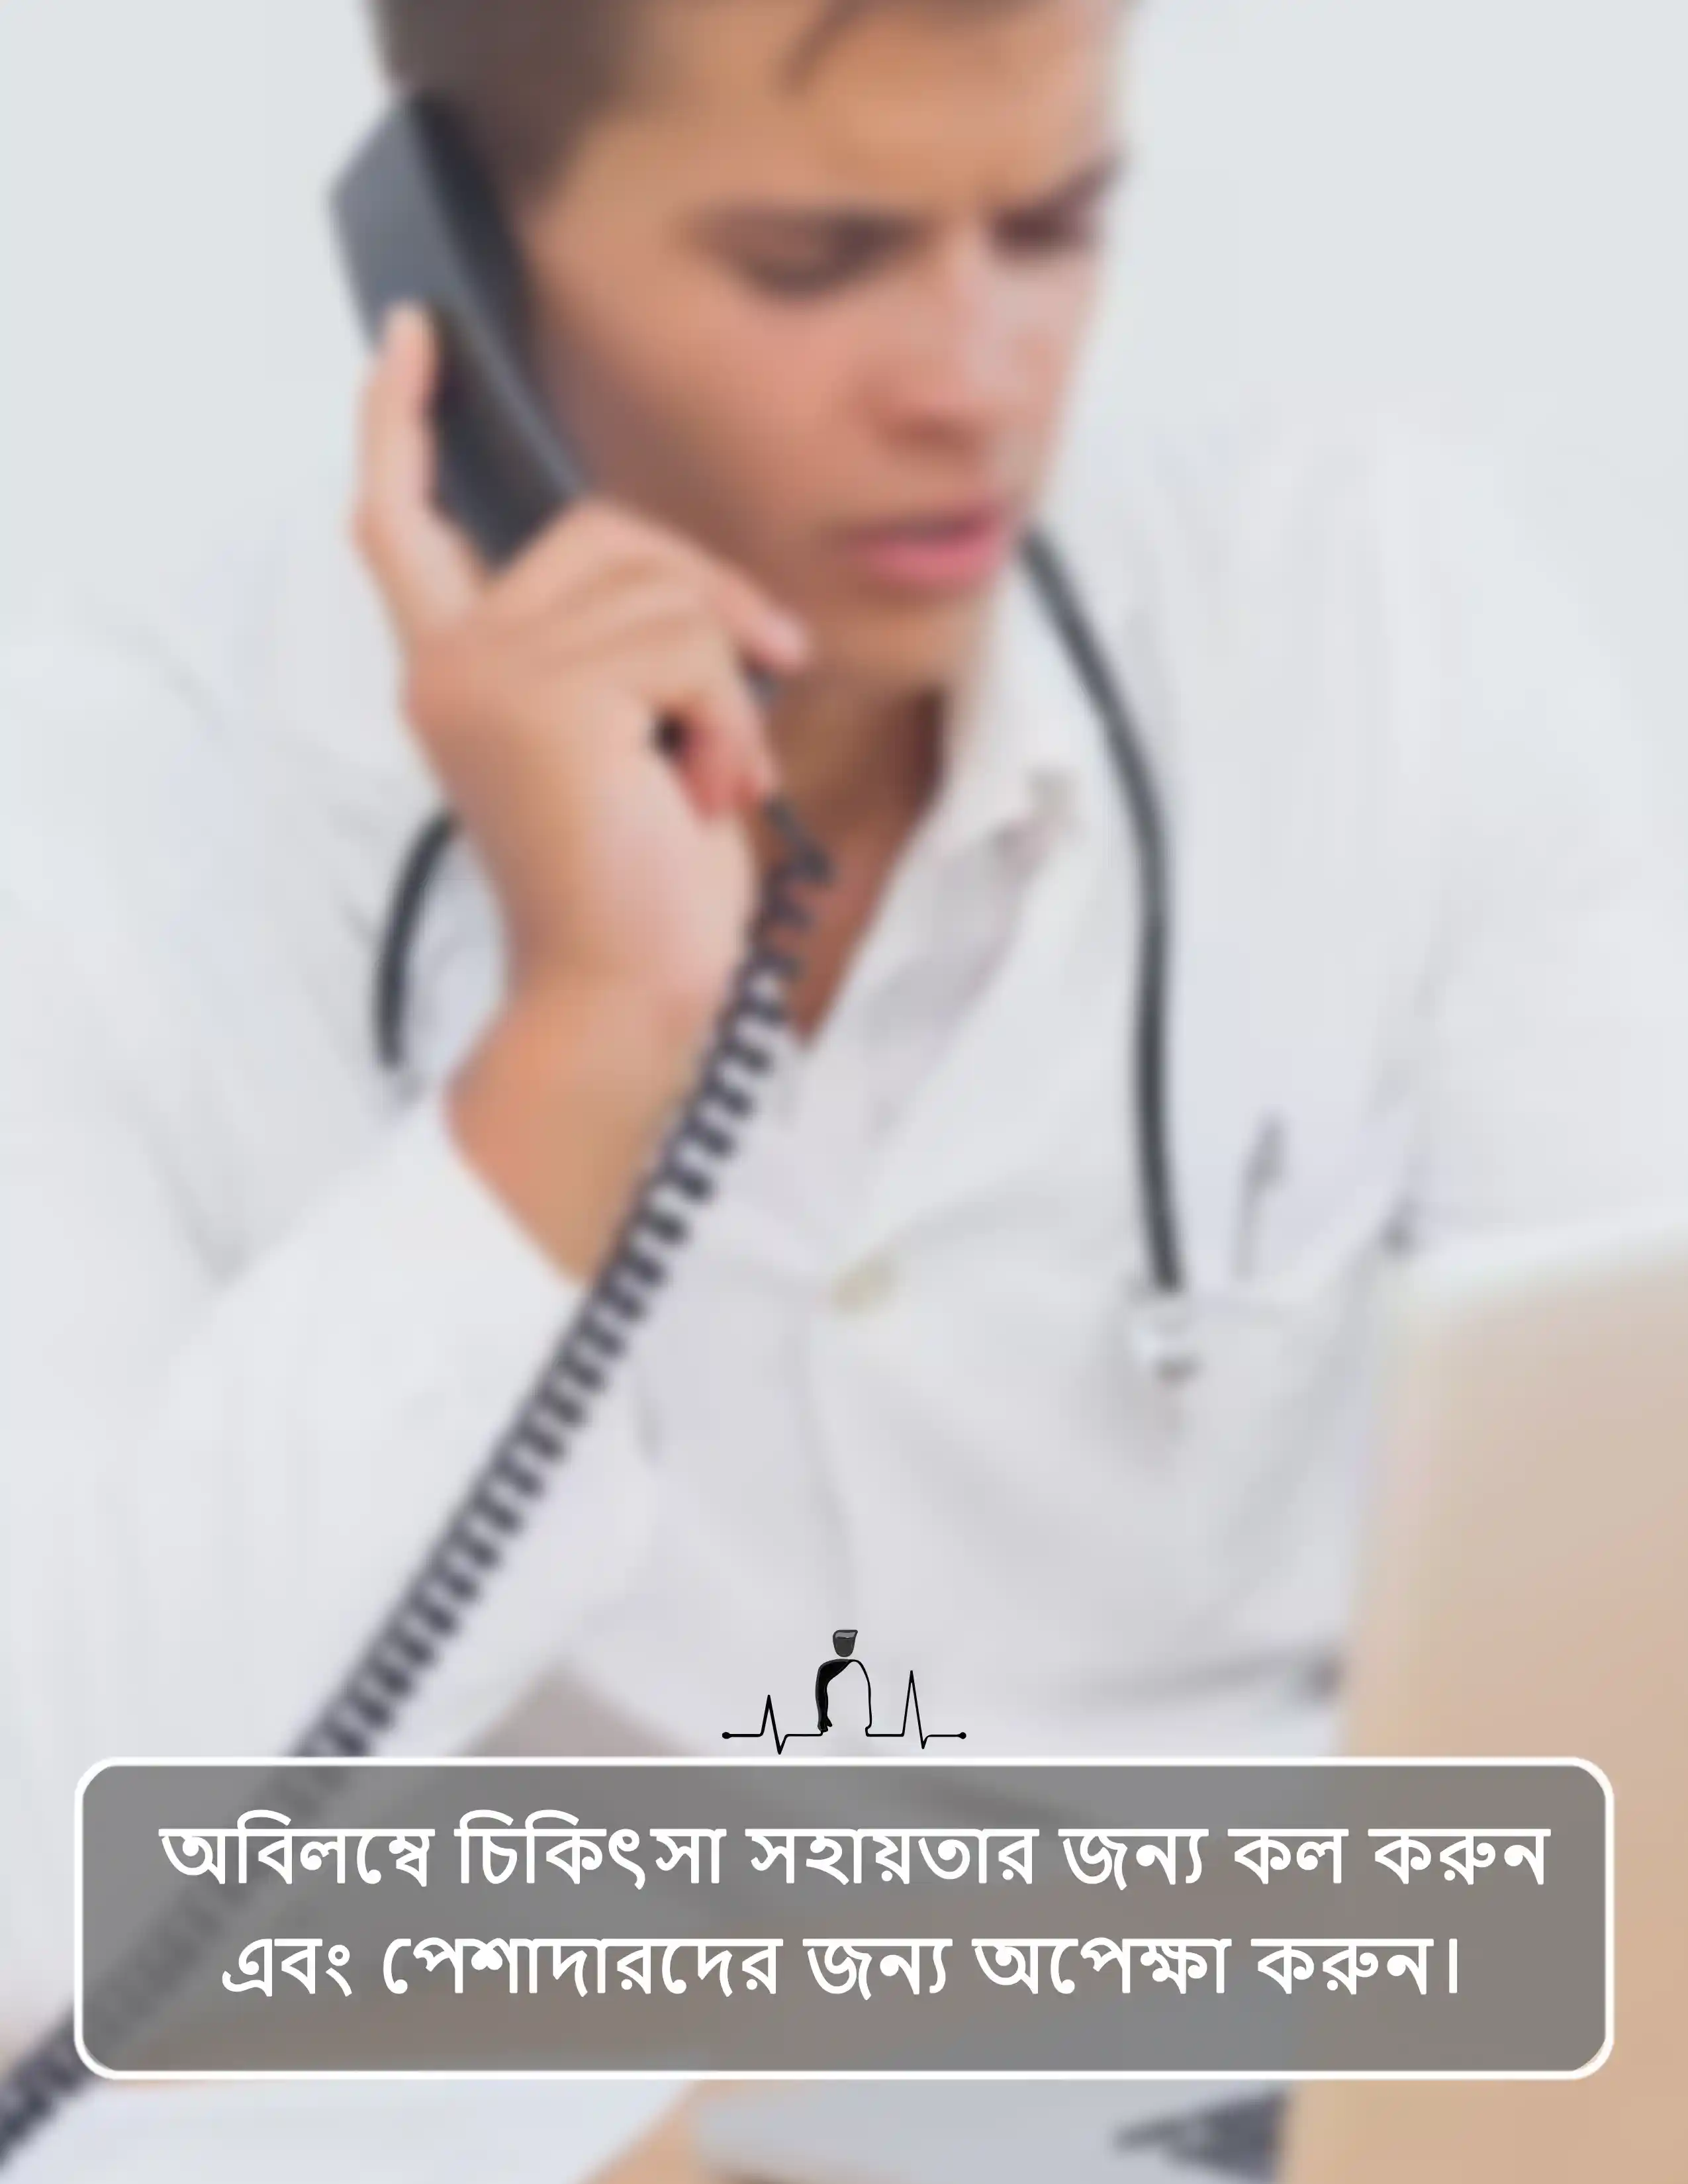 অবিলম্বে চিকিৎসা সহায়তার জন্য কল করুন
এবং পেশাদারদের জন্য অপেক্ষা করুন।